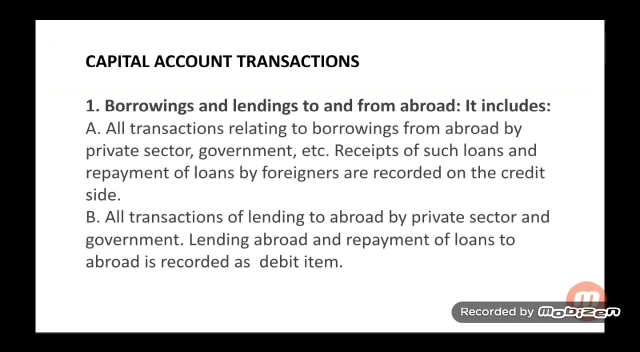 CAPITAL ACCOUNT TRANSACTIONS
1. Borrowings and lendings to and from abroad: It includes:
A. All transactions relating to borrowings from abroad by
private sector, government, etc. Receipts of such loans and
repayment of loans by foreigners are recorded on the credit
side.
B. All transactions of lending to abroad by private sector and
government. Lending abroad and repayment of loans to
abroad is recorded as  debit item.
Recorded by Mobizen